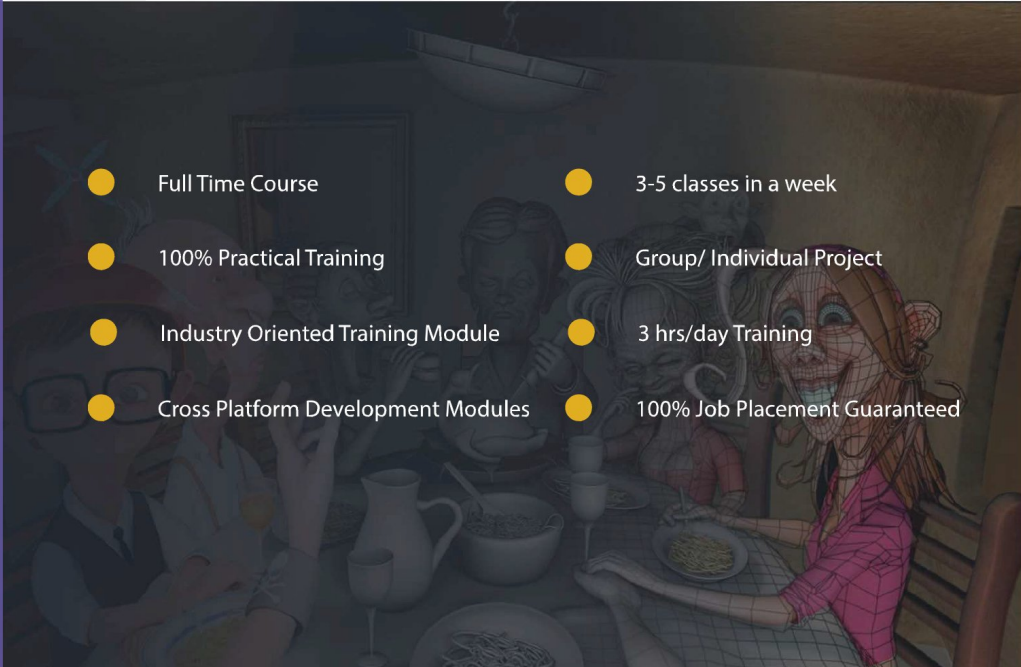 Full Time Course
100% Practical Training
Industry Oriented Training Module
Cross Platform Development Modules
3-5 classes in a week
Group/ Individual Project
3 hrs/day Training
100% Job Placement Guaranteed